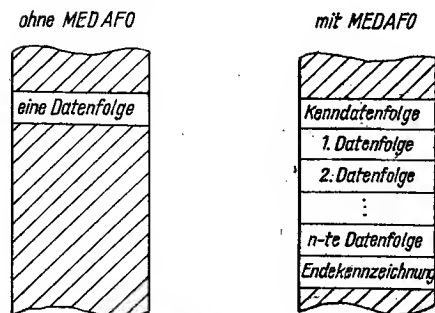 ohne MEDAFO
eine Datenfolge
mit MEDAFO
Kenndatenfolge
1. Datenfolge
2. Datenfolge
⋮
n-te Datenfolge
Endekennzeichnung